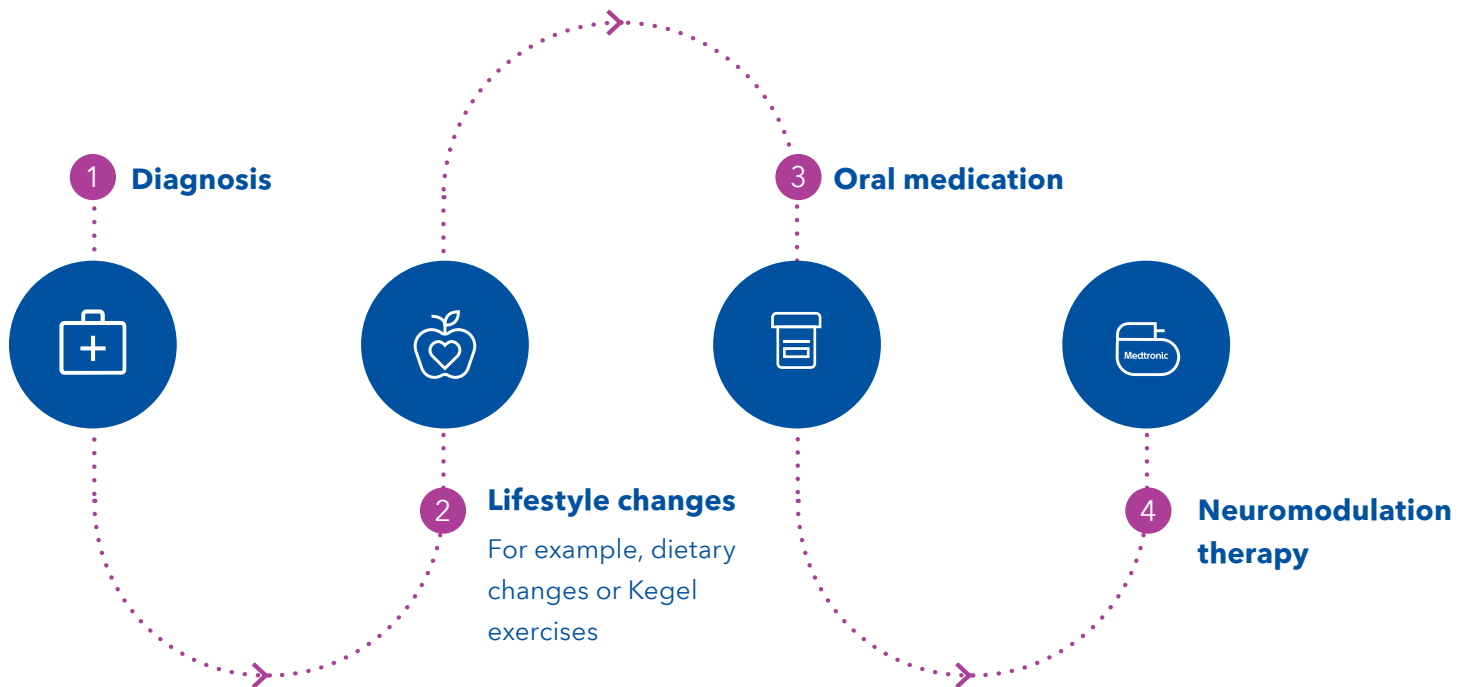 1 Diagnosis
2 Lifestyle changes
For example, dietary
changes or Kegel
exercises
3 Oral medication
Medtronic
4 Neuromodulation
therapy